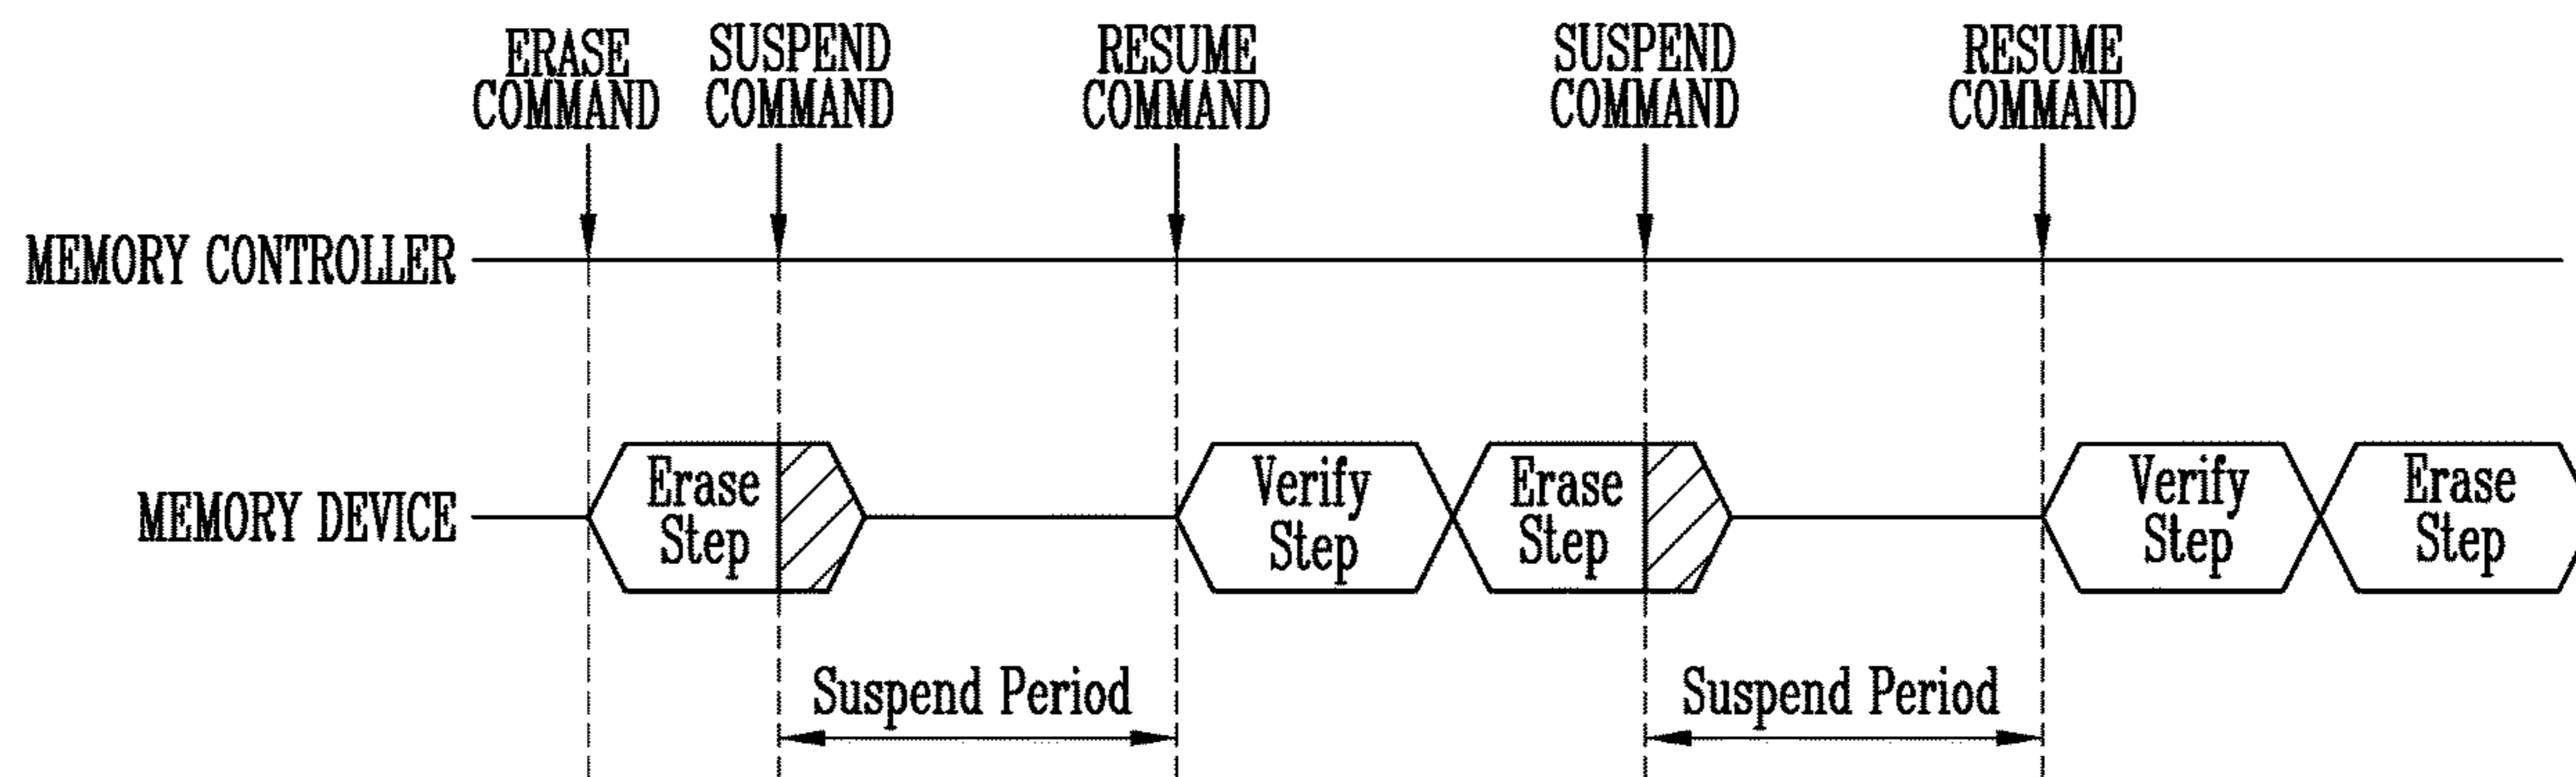 ERASE
COMMAND
SUSPEND
COMMAND
RESUME
COMMAND
SUSPEND
COMMAND
RESUME
COMMAND
MEMORY CONTROLLER
MEMORY DEVICE
Erase
Step
Verify
Step
Erase
Step
Verify
Step
Erase
Step
Suspend Period
Suspend Period